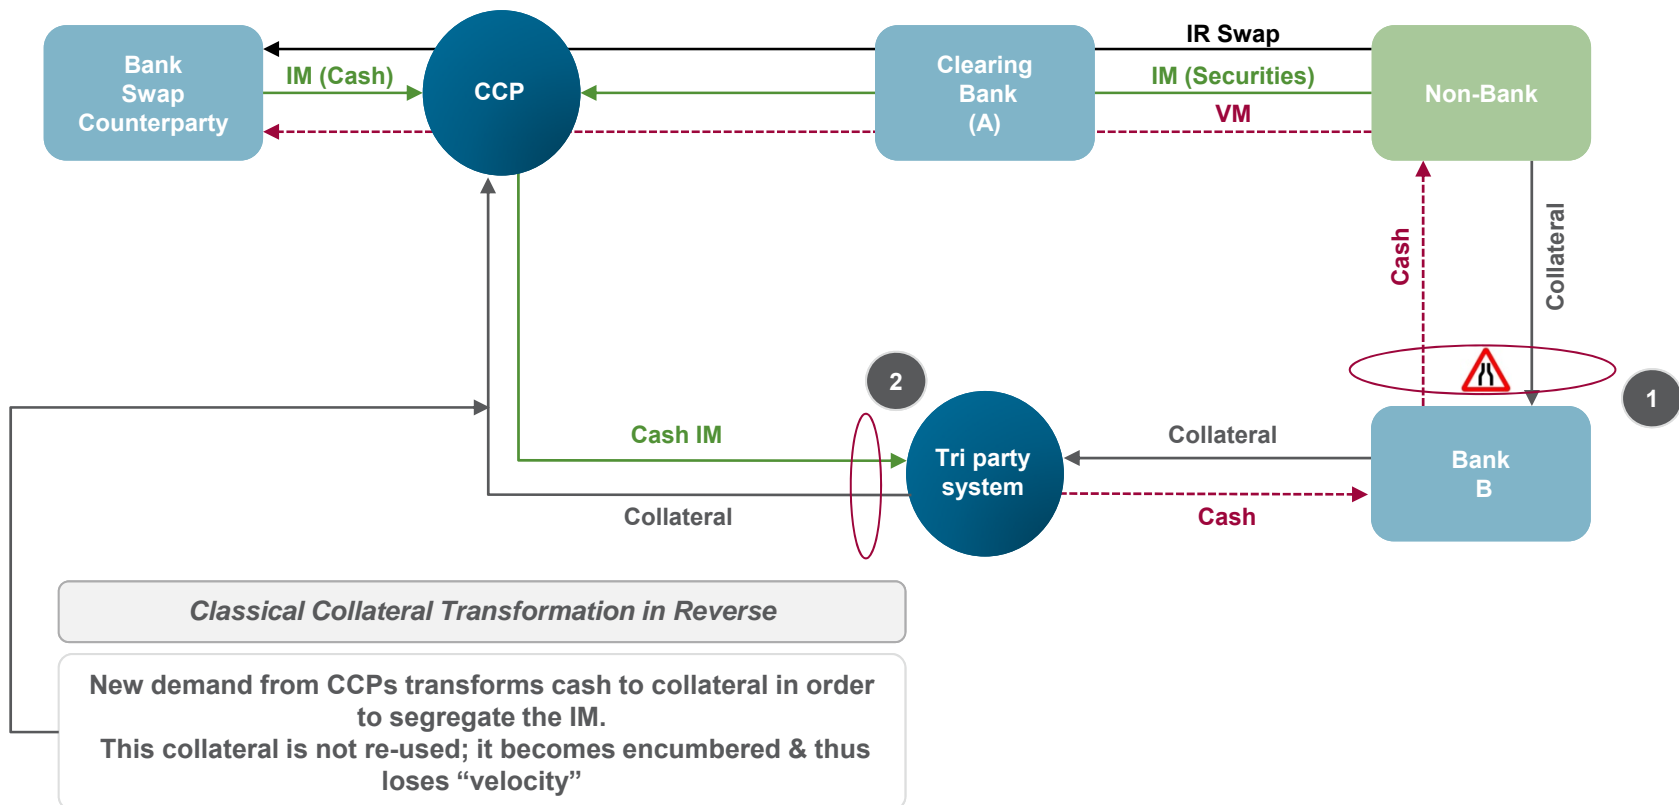 Bank
Swap
Counterparty
IM (Cash)
CCP
Clearing
Bank
(A)
IR Swap
IM (Securities)
VM
Non-Bank
Cash
Collateral
1
2
Cash IM
Collateral
Tri party
system
Collateral
Cash
Bank
B
Classical Collateral Transformation in Reverse
New demand from CCPs transforms cash to collateral in order
to segregate the IM.
This collateral is not re-used; it becomes encumbered & thus
loses “velocity”